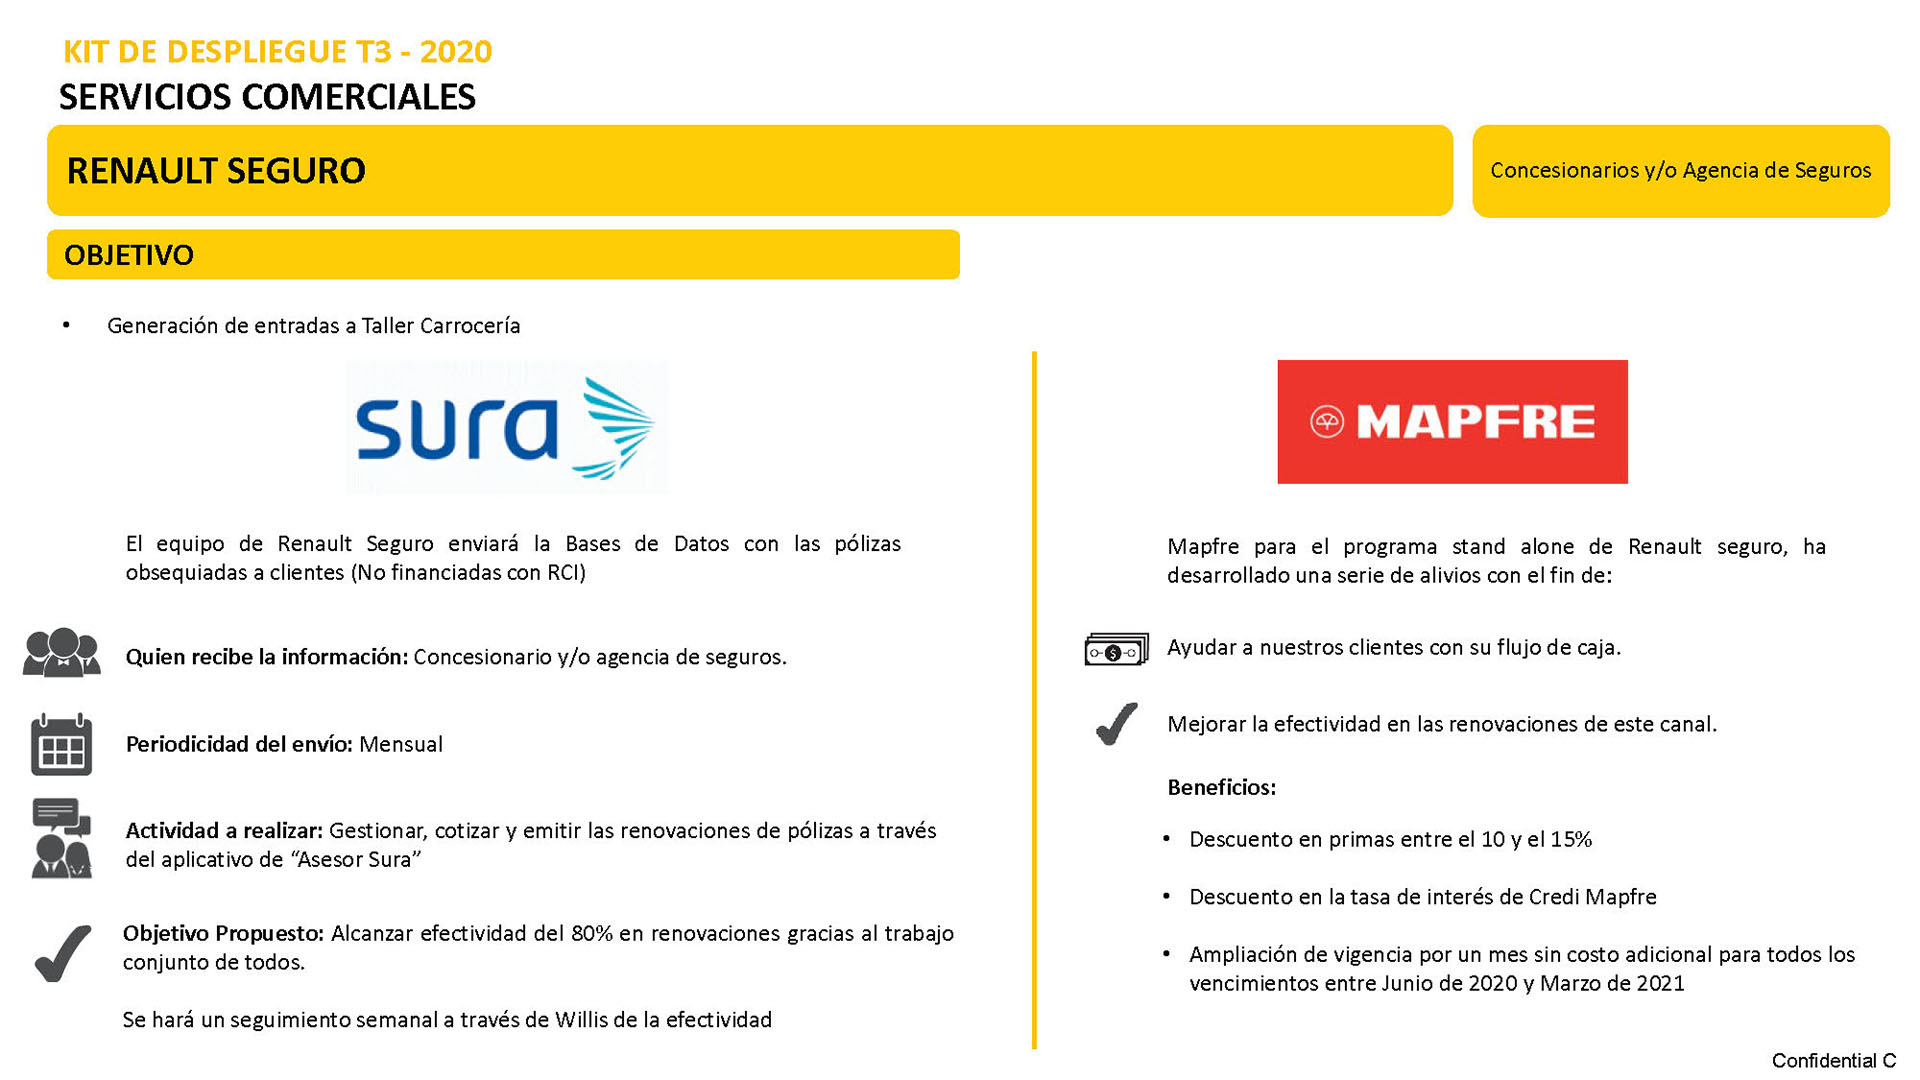 KIT DE DESPLIEGUE T3 - 2020
SERVICIOS COMERCIALES
RENAULT SEGURO
Concesionarios y/o Agencia de Seguros
OBJETIVO
• Generación de entradas a Taller Carrocería
sura
El equipo de Renault Seguro enviará la Bases de Datos con las pólizas
obsequiadas a clientes (No financiadas con RCI)
Quien recibe la información: Concesionario y/o agencia de seguros.
Periodicidad del envío: Mensual
Actividad a realizar: Gestionar, cotizar y emitir las renovaciones de pólizas a través
del aplicativo de “Asesor Sura”
Objetivo Propuesto: Alcanzar efectividad del 80% en renovaciones gracias al trabajo
conjunto de todos.
Se hará un seguimiento semanal a través de Willis de la efectividad
MAPFRE
Mapfre para el programa stand alone de Renault seguro, ha
desarrollado una serie de alivios con el fin de:
$
Ayudar a nuestros clientes con su flujo de caja.
Mejorar la efectividad en las renovaciones de este canal.
Beneficios:
• Descuento en primas entre el 10 y el 15%
• Descuento en la tasa de interés de Credi Mapfre
• Ampliación de vigencia por un mes sin costo adicional para todos los
vencimientos entre Junio de 2020 y Marzo de 2021
Confidential C